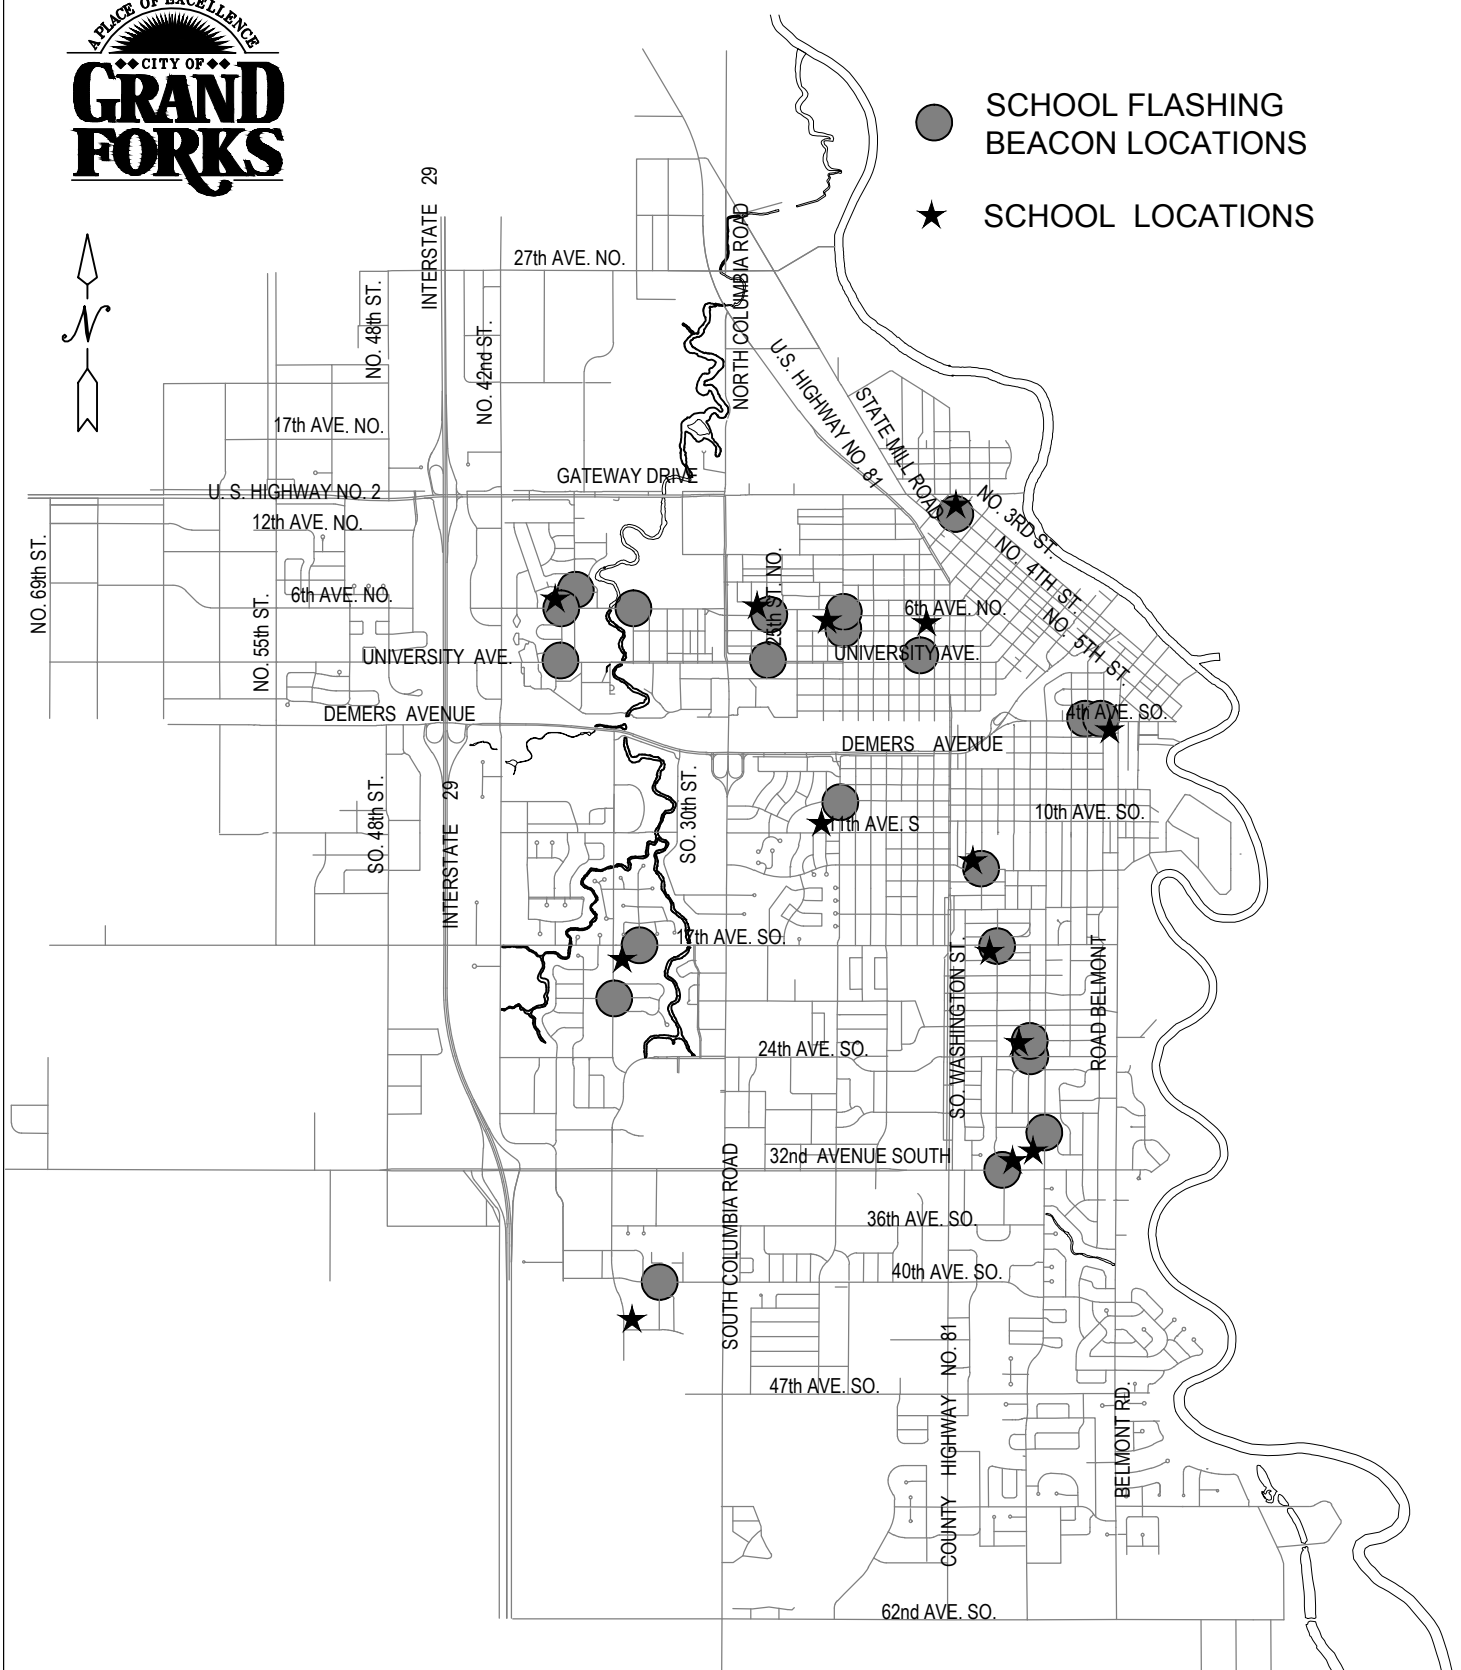 A PLACE OF EXCELLENCE
CITY OF
GRAND
FORKS
SCHOOL FLASHING
BEACON LOCATIONS
SCHOOL LOCATIONS
N
INTERSTATE 29
27th AVE. NO.
NORTH COLUMBIA ROAD
NO. 48th ST.
NO. 42nd ST.
U.S. HIGHWAY NO. 81
STATE MILL ROAD
17th AVE. NO.
GATEWAY DRIVE
U. S. HIGHWAY NO. 2
12th AVE. NO.
NO. 3RD ST.
NO. 4TH ST.
NO. 5TH ST.
NO. 69th ST.
NO. 55th ST.
6th AVE. NO.
25th ST. NO.
6th AVE. NO.
UNIVERSITY AVE.
UNIVERSITY AVE.
DEMERS AVENUE
4th AVE. SO.
DEMERS AVENUE
SO. 48th ST.
INTERSTATE 29
SO. 30th ST.
11th AVE. S
10th AVE. SO.
17th AVE. SO.
SO. WASHINGTON ST.
ROAD BELMONT
24th AVE. SO.
32nd AVENUE SOUTH
SOUTH COLUMBIA ROAD
36th AVE. SO.
40th AVE. SO.
COUNTY HIGHWAY NO. 81
47th AVE. SO.
BELMONT RD.
62nd AVE. SO.